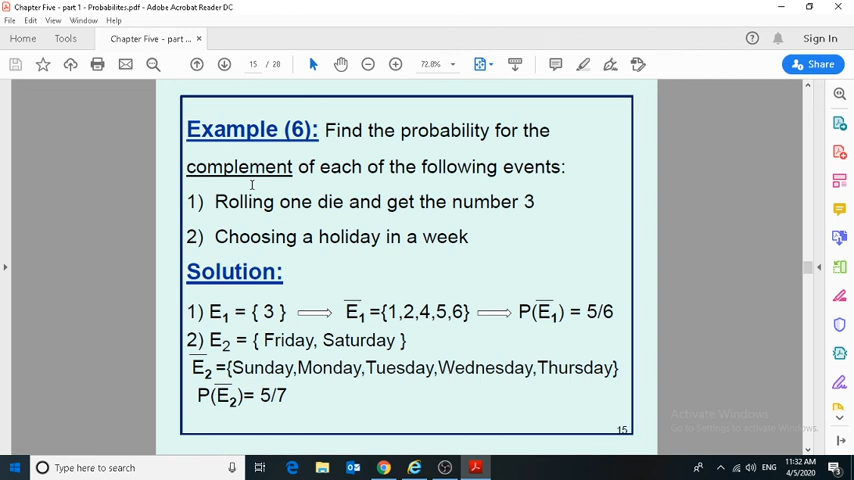 Chapter Five - part 1 - Probabilites.pdf - Adobe Acrobat Reader DC
File Edit View Window Help
Home Tools Chapter Five - part ... × Sign In
15 / 28 72.8% Share
Example (6): Find the probability for the
complement of each of the following events:
1) Rolling one die and get the number 3
2) Choosing a holiday in a week
Solution:
1) E₁ = { 3 } ⟹ E̅₁ ={1,2,4,5,6} ⟹ P(E̅₁) = 5/6
2) E₂ = { Friday, Saturday }
E̅₂ ={Sunday,Monday,Tuesday,Wednesday,Thursday}
P(E̅₂)= 5/7
15
Activate Windows
Go to Settings to activate Windows.
Type here to search
ENG
11:32 AM
4/5/2020